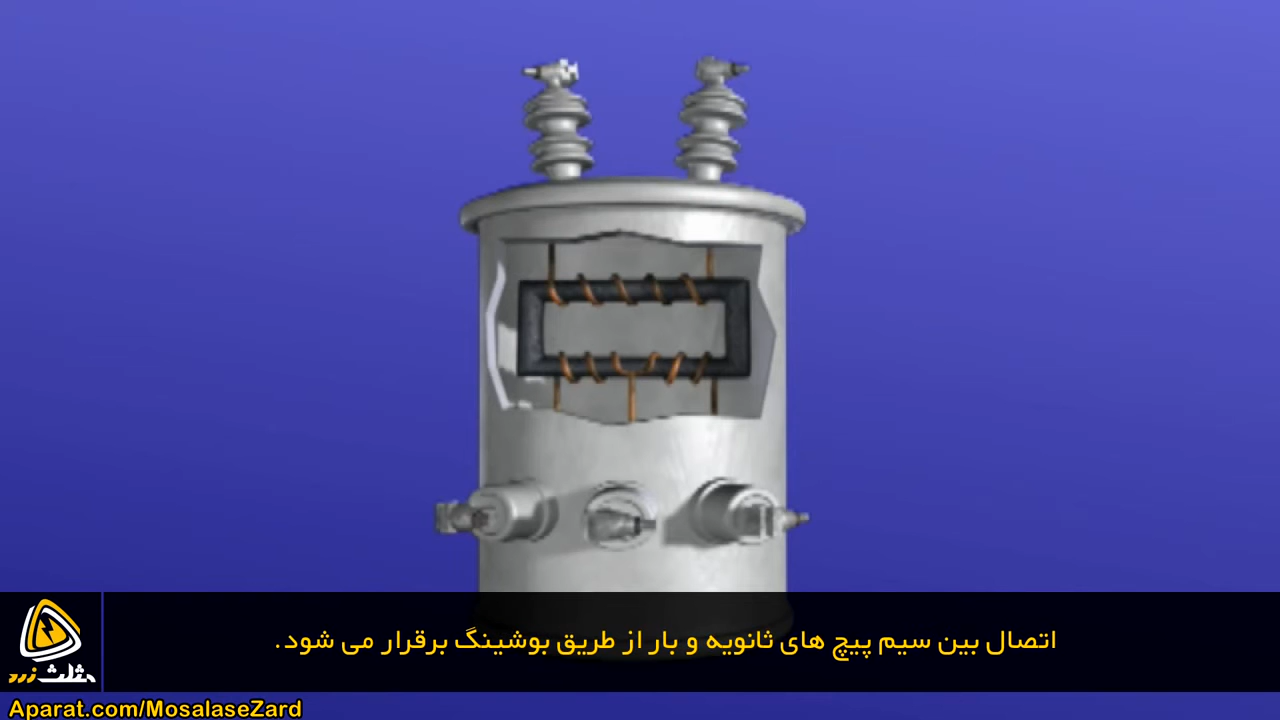 اتصال بین سیم پیچ های ثانویه و بار از طریق بوشینگ برقرار می شود.
مثلث زرد
Aparat.com/MosalaseZard